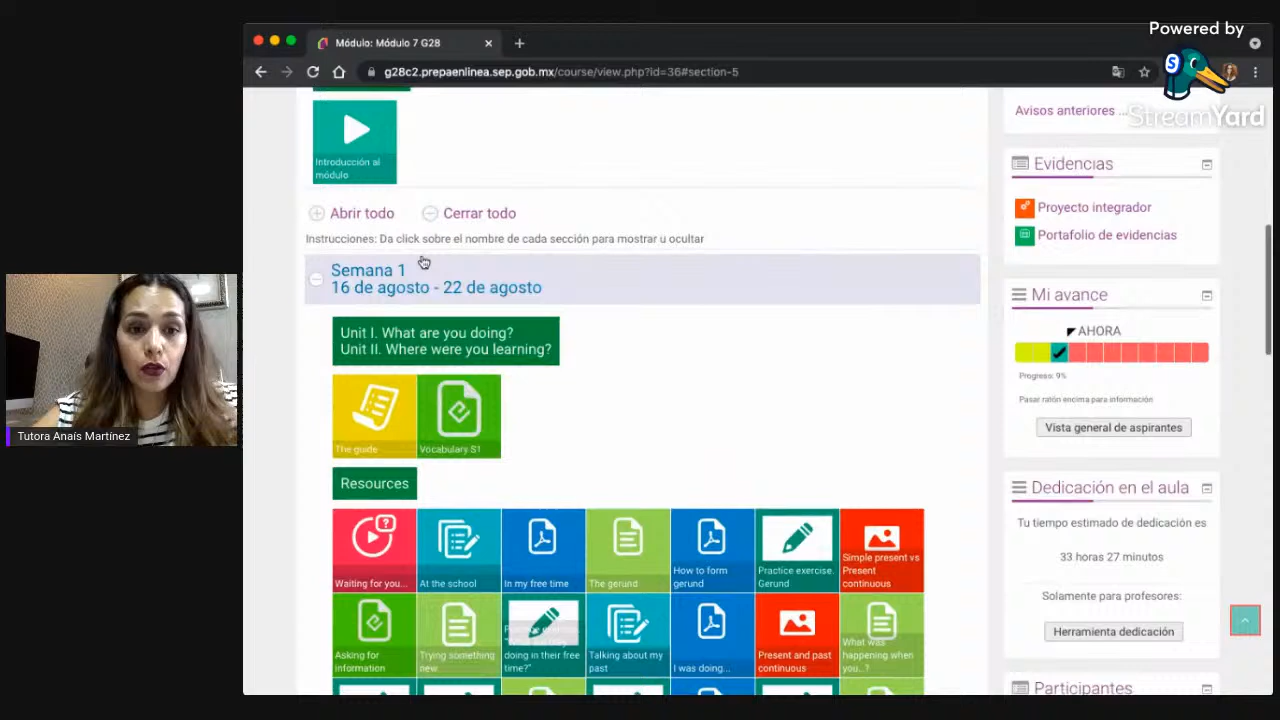 Powered by
StreamYard
Módulo: Módulo 7 G28
g28c2.prepaenlinea.sep.gob.mx/course/view.php?id=36#section-5
Introducción al
módulo
Abrir todo
Cerrar todo
Instrucciones: Da click sobre el nombre de cada sección para mostrar u ocultar
Semana 1
16 de agosto - 22 de agosto
Unit I. What are you doing?
Unit II. Where were you learning?
The guide
Vocabulary S1
Resources
Waiting for you...
At the school
In my free time
The gerund
How to form
gerund
Practice exercise.
Gerund
Simple present vs
Present
continuous
Asking for
information
Trying something
new
doing in their free
time?"
Talking about my
past
I was doing...
Present and past
continuous
What was
happening when
you...?
Avisos anteriores ...
Evidencias
Proyecto integrador
Portafolio de evidencias
Mi avance
AHORA
Progreso: 9%
Pasar ratón encima para información
Vista general de aspirantes
Dedicación en el aula
Tu tiempo estimado de dedicación es
33 horas 27 minutos
Solamente para profesores:
Herramienta dedicación
Participantes
Tutora Anaís Martínez